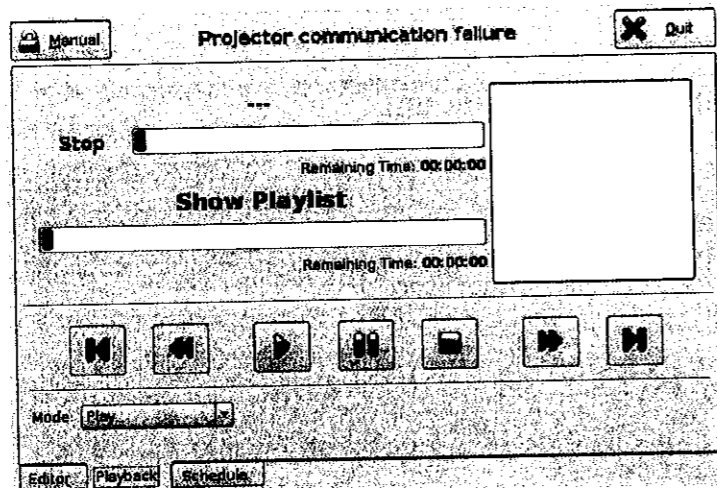 Manual
Projector communication failure
Quit
---
Stop
Remaining Time: 00:00:00
Show Playlist
Remaining Time: 00:00:00
Mode Play
Editor Playback Schedule